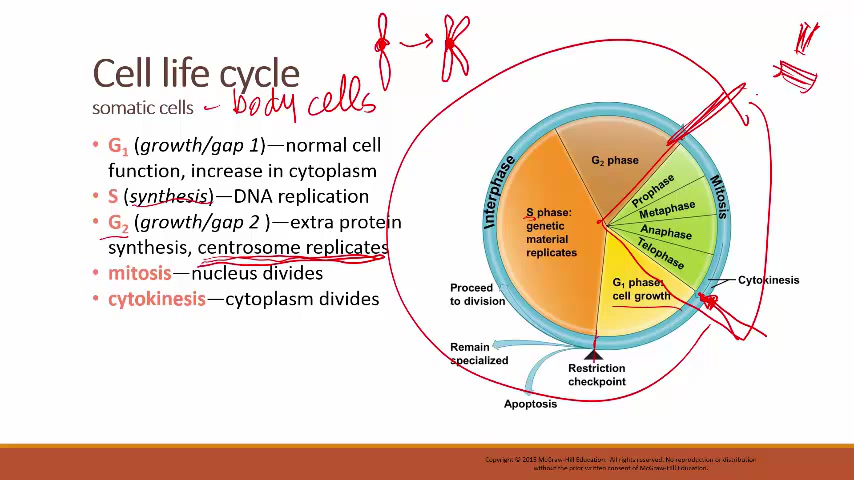 Cell life cycle
somatic cells - body cells
• G1 (growth/gap 1)—normal cell
function, increase in cytoplasm
• S (synthesis)—DNA replication
• G2 (growth/gap 2 )—extra protein
synthesis, centrosome replicates
• mitosis—nucleus divides
• cytokinesis—cytoplasm divides
Interphase
G2 phase
S phase:
genetic
material
replicates
Prophase
Metaphase
Anaphase
Telophase
Mitosis
G1 phase:
cell growth
Cytokinesis
Proceed
to division
Remain
specialized
Restriction
checkpoint
Apoptosis
Copyright © 2015 McGraw-Hill Education. All rights reserved. No reproduction or distribution
without the prior written consent of McGraw-Hill Education.